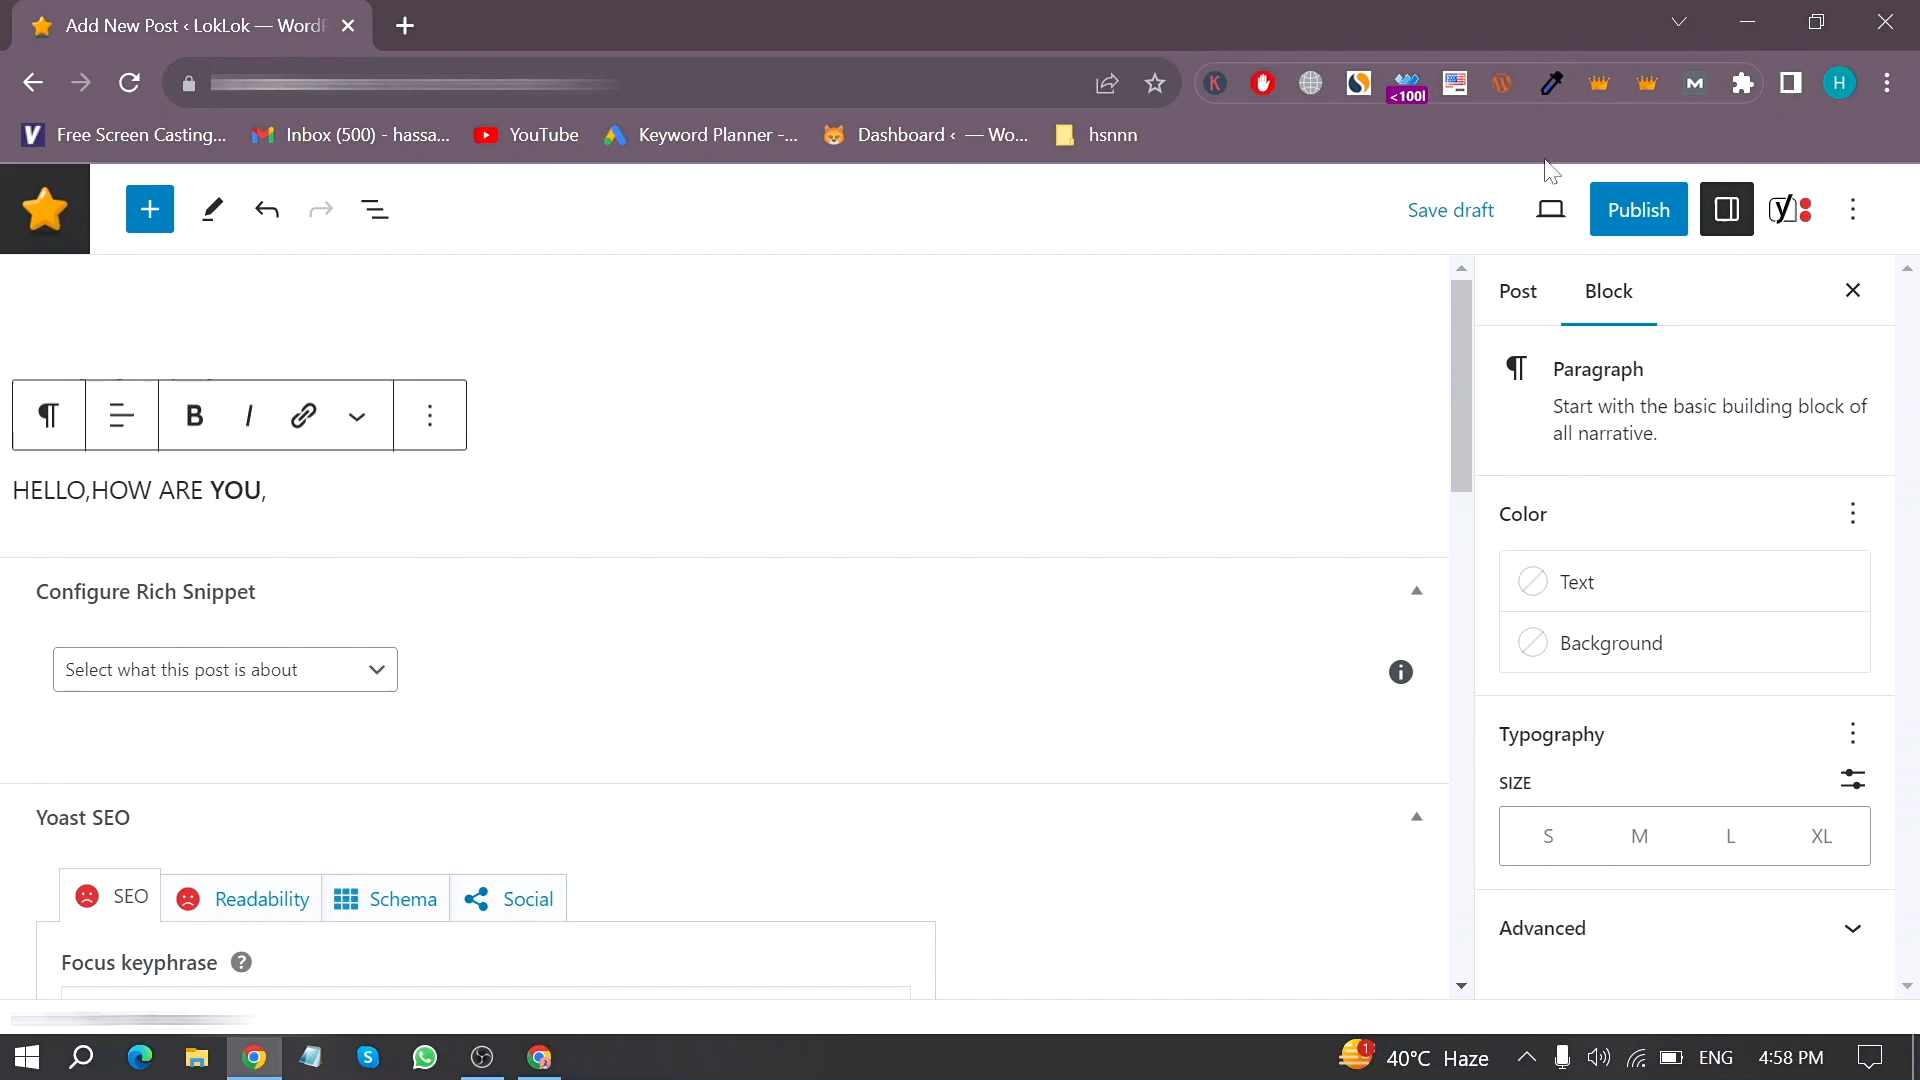 Add New Post ‹ LokLok — WordP
<100l
Free Screen Casting...
Inbox (500) - hassa...
YouTube
Keyword Planner -...
Dashboard ‹ — Wo...
hsnnn
Save draft
Publish
Post
Block
Paragraph
Start with the basic building block of
all narrative.
B I
HELLO,HOW ARE YOU,
Color
Text
Background
Configure Rich Snippet
Select what this post is about
Typography
SIZE
S M L XL
Yoast SEO
SEO
Readability
Schema
Social
Advanced
Focus keyphrase
1
40°C Haze
ENG
4:58 PM